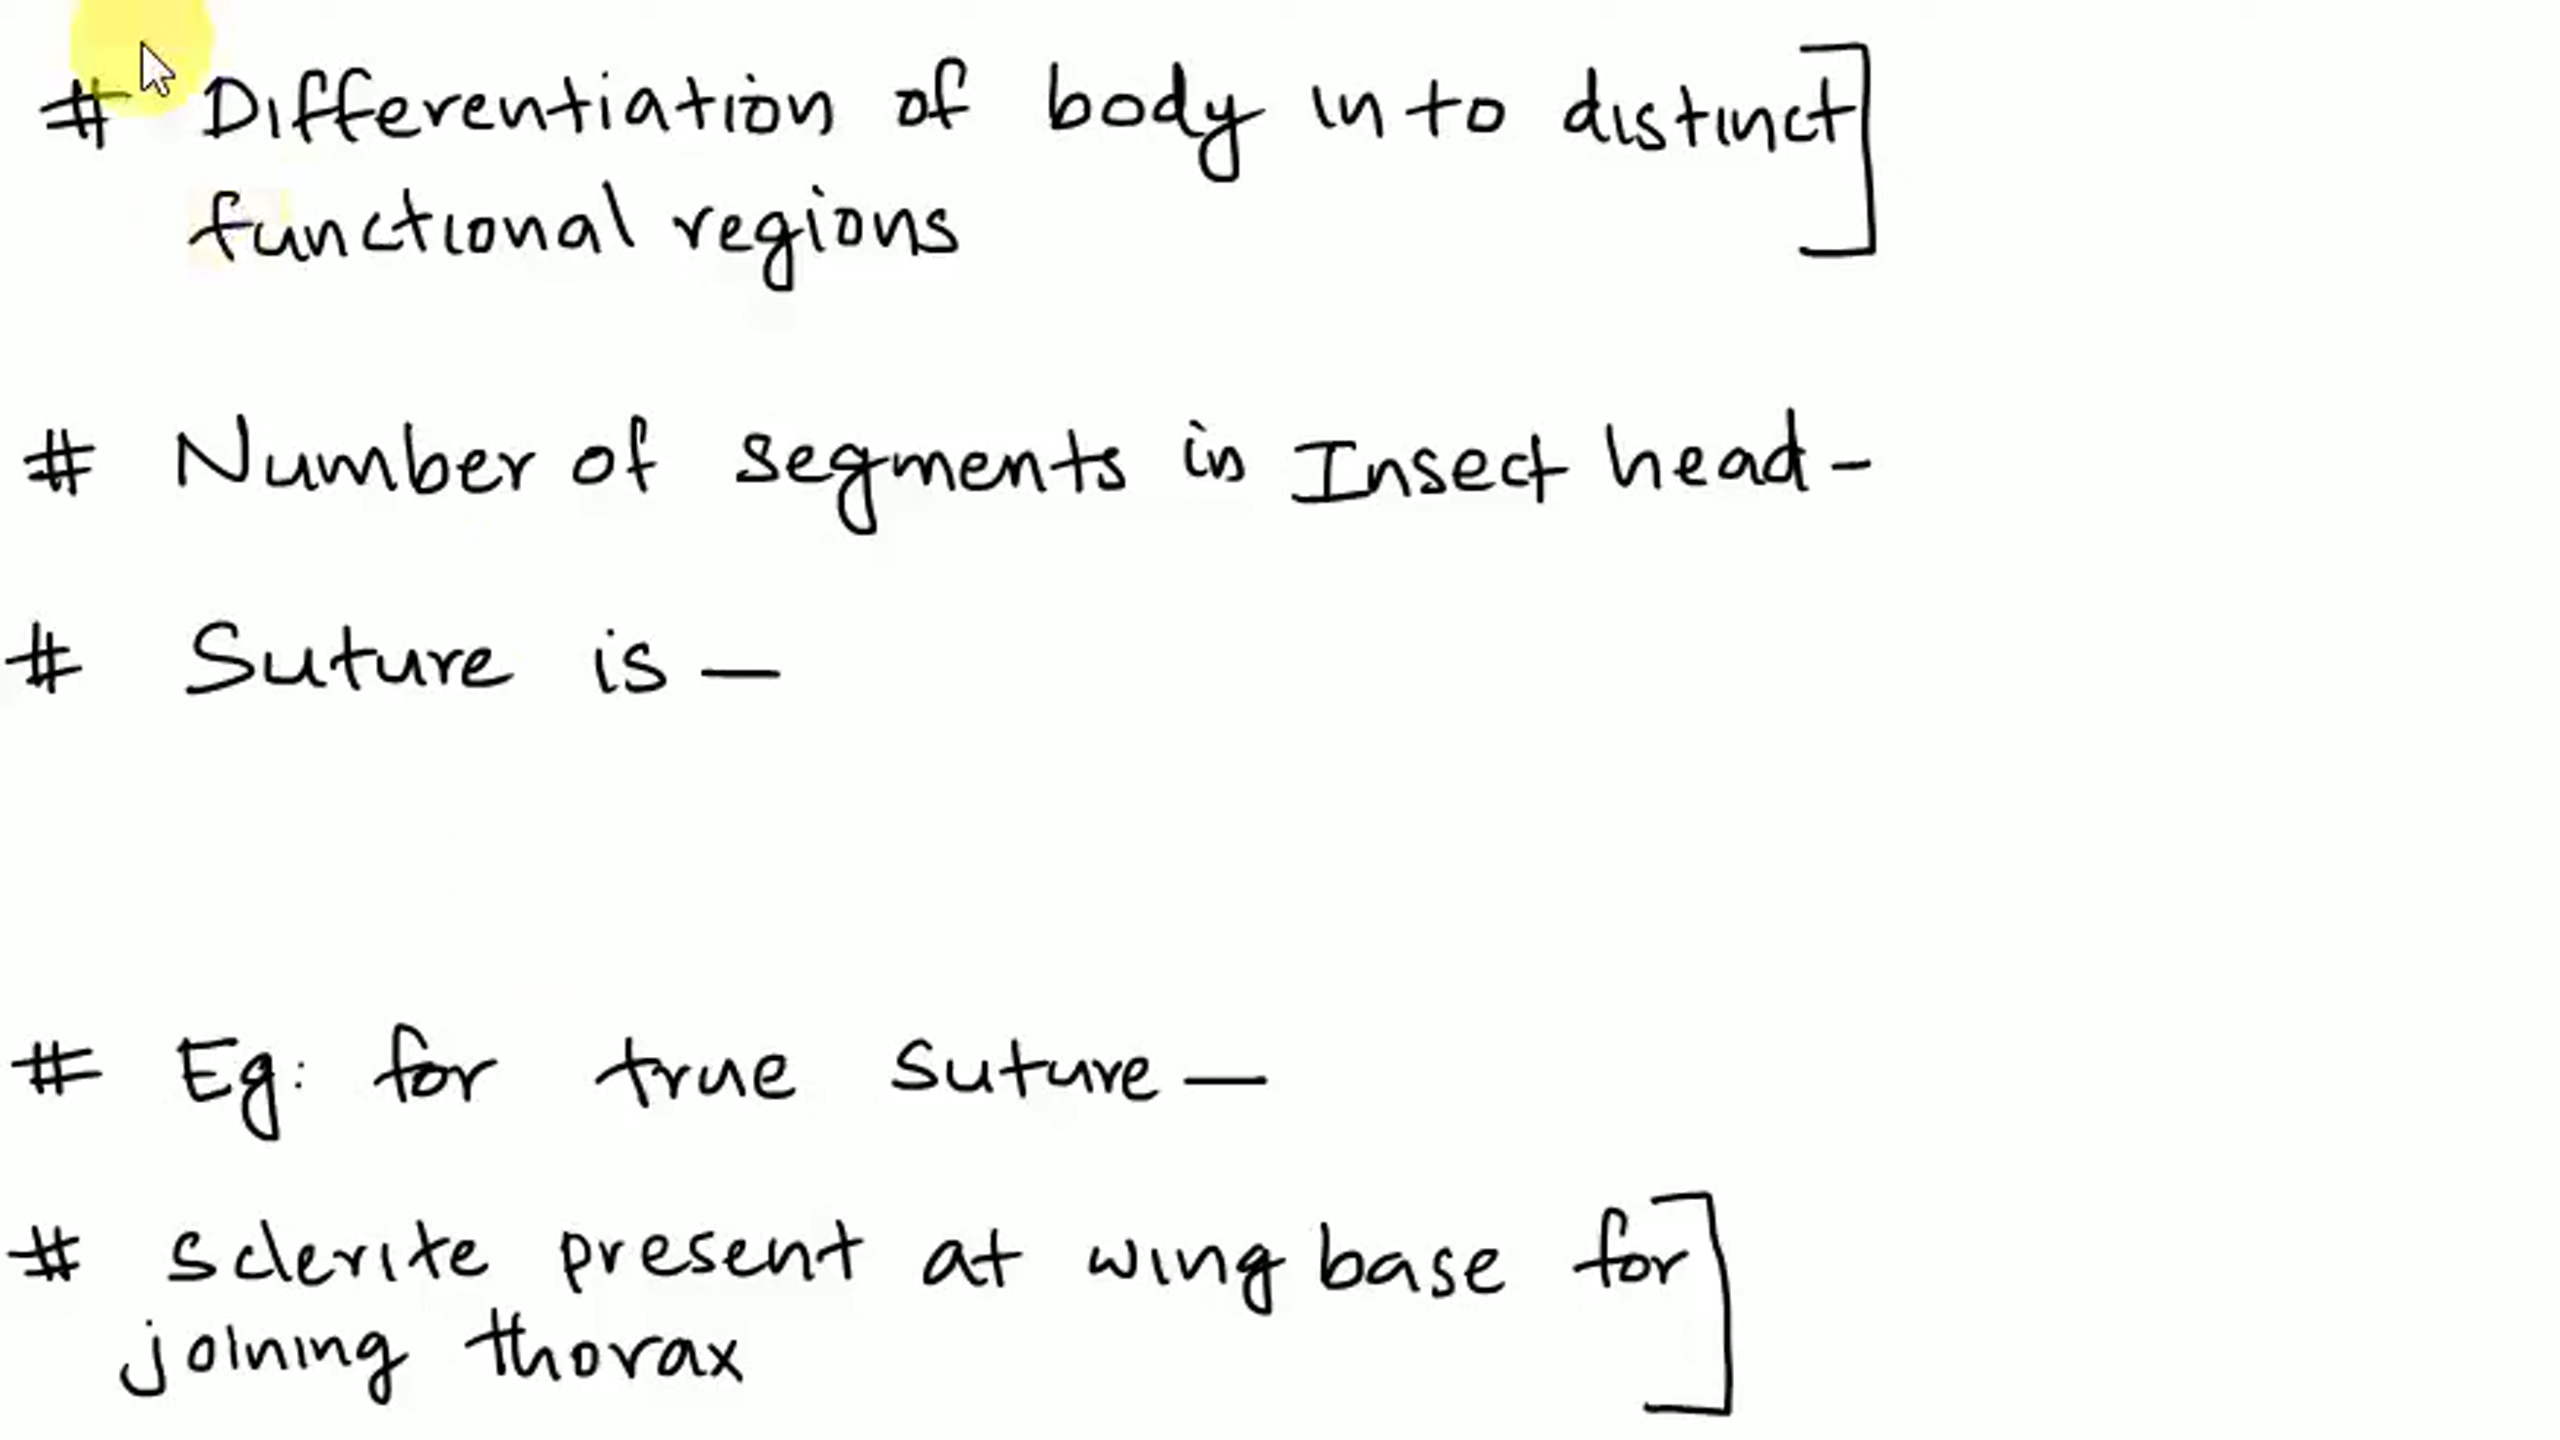 # Differentiation of body into distinct]
functional regions
# Number of segments in Insect head -
# Suture is —
# Eg: for true suture —
# sclerite present at wing base for]
joining thorax